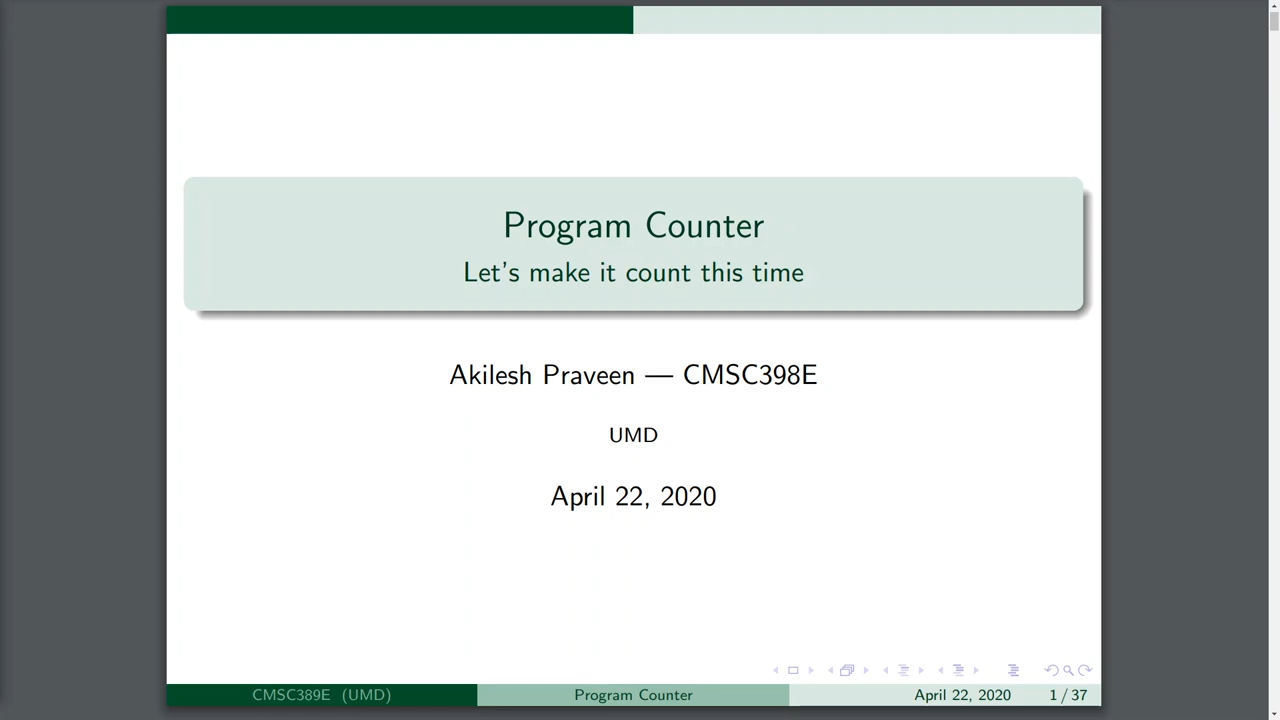 Program Counter
Let's make it count this time
Akilesh Praveen — CMSC398E
UMD
April 22, 2020
CMSC389E (UMD)
Program Counter
April 22, 2020
1 / 37